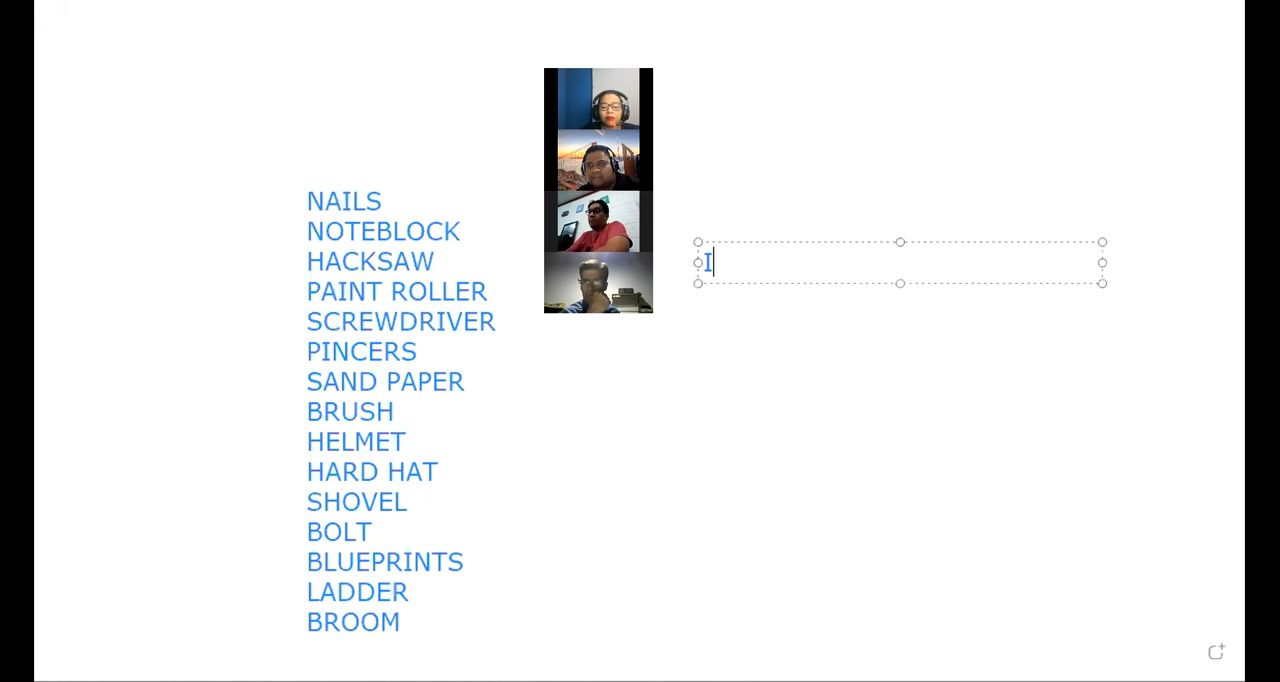 NAILS
NOTEBLOCK
HACKSAW
PAINT ROLLER
SCREWDRIVER
PINCERS
SAND PAPER
BRUSH
HELMET
HARD HAT
SHOVEL
BOLT
BLUEPRINTS
LADDER
BROOM
I